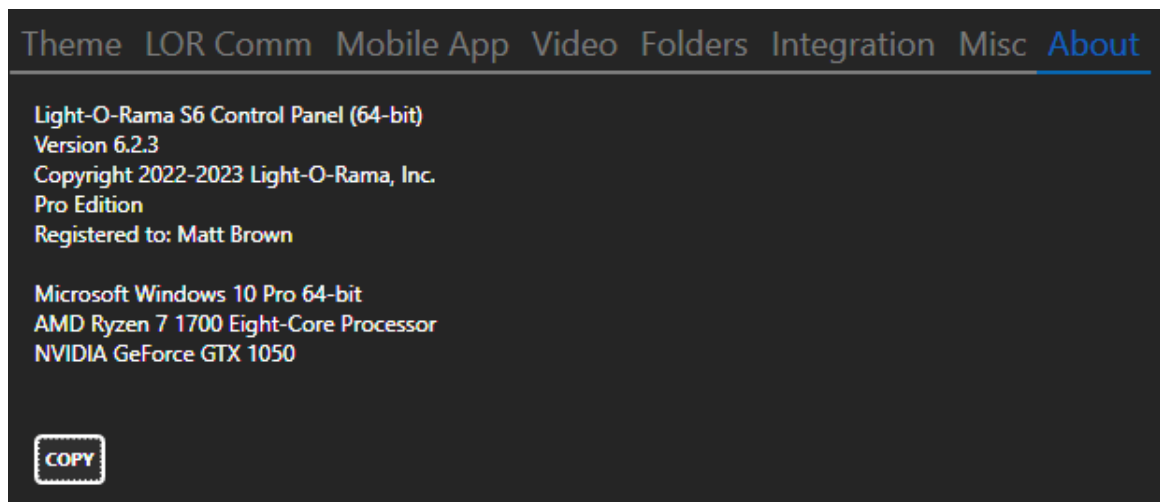 Theme LOR Comm Mobile App Video Folders Integration Misc About
Light-O-Rama S6 Control Panel (64-bit)
Version 6.2.3
Copyright 2022-2023 Light-O-Rama, Inc.
Pro Edition
Registered to: Matt Brown
Microsoft Windows 10 Pro 64-bit
AMD Ryzen 7 1700 Eight-Core Processor
NVIDIA GeForce GTX 1050
COPY